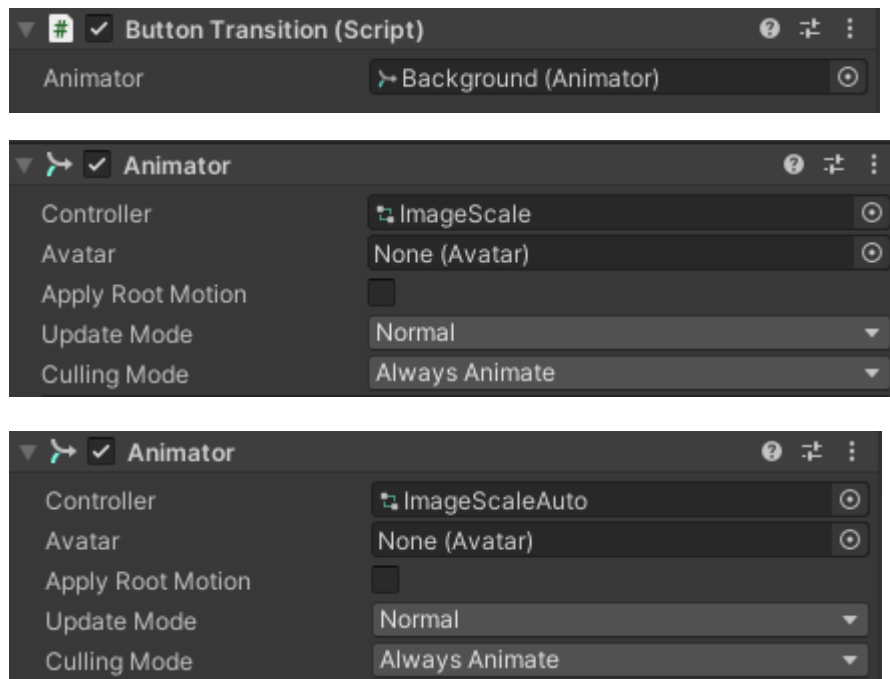 Button Transition (Script)
Animator Background (Animator)
Animator
Controller ImageScale
Avatar None (Avatar)
Apply Root Motion
Update Mode Normal
Culling Mode Always Animate
Animator
Controller ImageScaleAuto
Avatar None (Avatar)
Apply Root Motion
Update Mode Normal
Culling Mode Always Animate